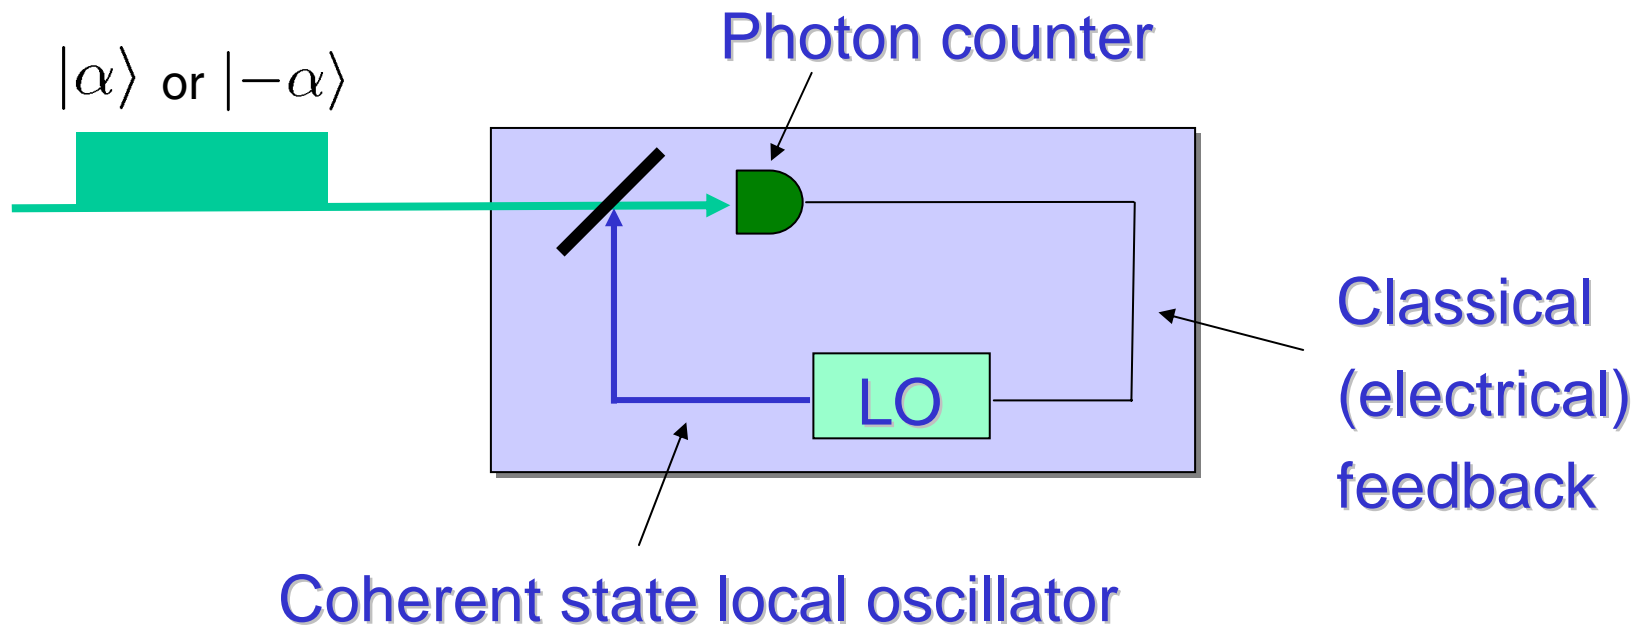 Photon counter
|α⟩ or |−α⟩
Classical
(electrical)
feedback
LO
Coherent state local oscillator